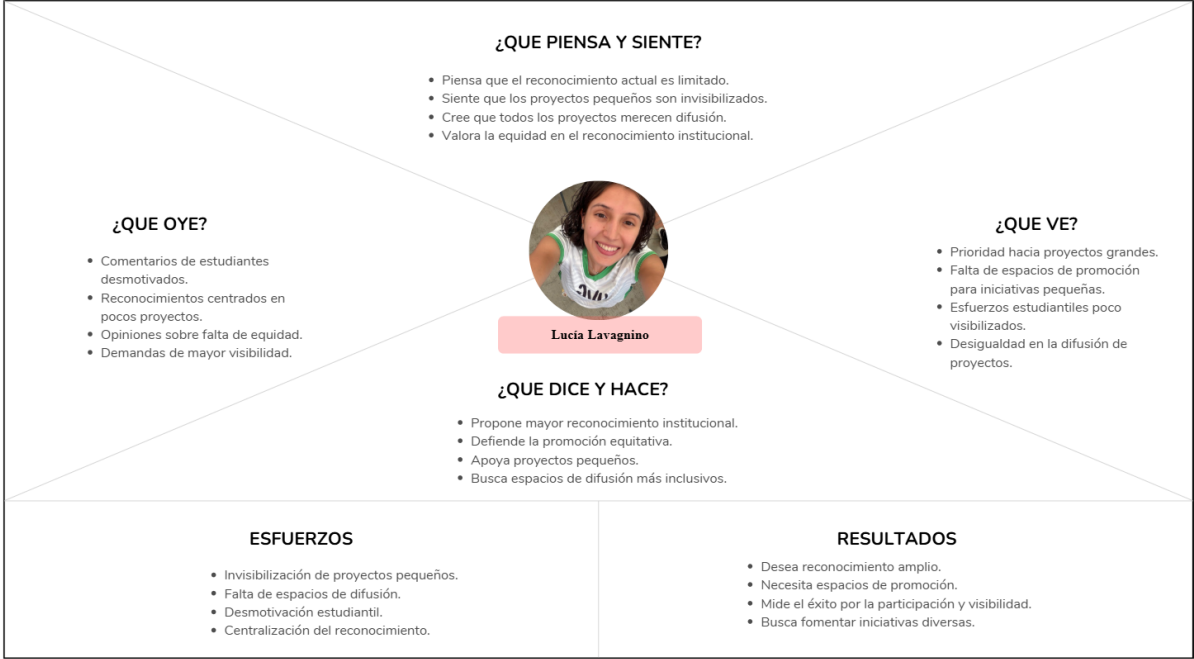 ¿QUE PIENSA Y SIENTE?
• Piensa que el reconocimiento actual es limitado.
• Siente que los proyectos pequeños son invisibilizados.
• Cree que todos los proyectos merecen difusión.
• Valora la equidad en el reconocimiento institucional.
¿QUE OYE?
• Comentarios de estudiantes
desmotivados.
• Reconocimientos centrados en
pocos proyectos.
• Opiniones sobre falta de equidad.
• Demandas de mayor visibilidad.
Lucía Lavagnino
¿QUE VE?
• Prioridad hacia proyectos grandes.
• Falta de espacios de promoción
para iniciativas pequeñas.
• Esfuerzos estudiantiles poco
visibilizados.
• Desigualdad en la difusión de
proyectos.
¿QUE DICE Y HACE?
• Propone mayor reconocimiento institucional.
• Defiende la promoción equitativa.
• Apoya proyectos pequeños.
• Busca espacios de difusión más inclusivos.
ESFUERZOS
• Invisibilización de proyectos pequeños.
• Falta de espacios de difusión.
• Desmotivación estudiantil.
• Centralización del reconocimiento.
RESULTADOS
• Desea reconocimiento amplio.
• Necesita espacios de promoción.
• Mide el éxito por la participación y visibilidad.
• Busca fomentar iniciativas diversas.